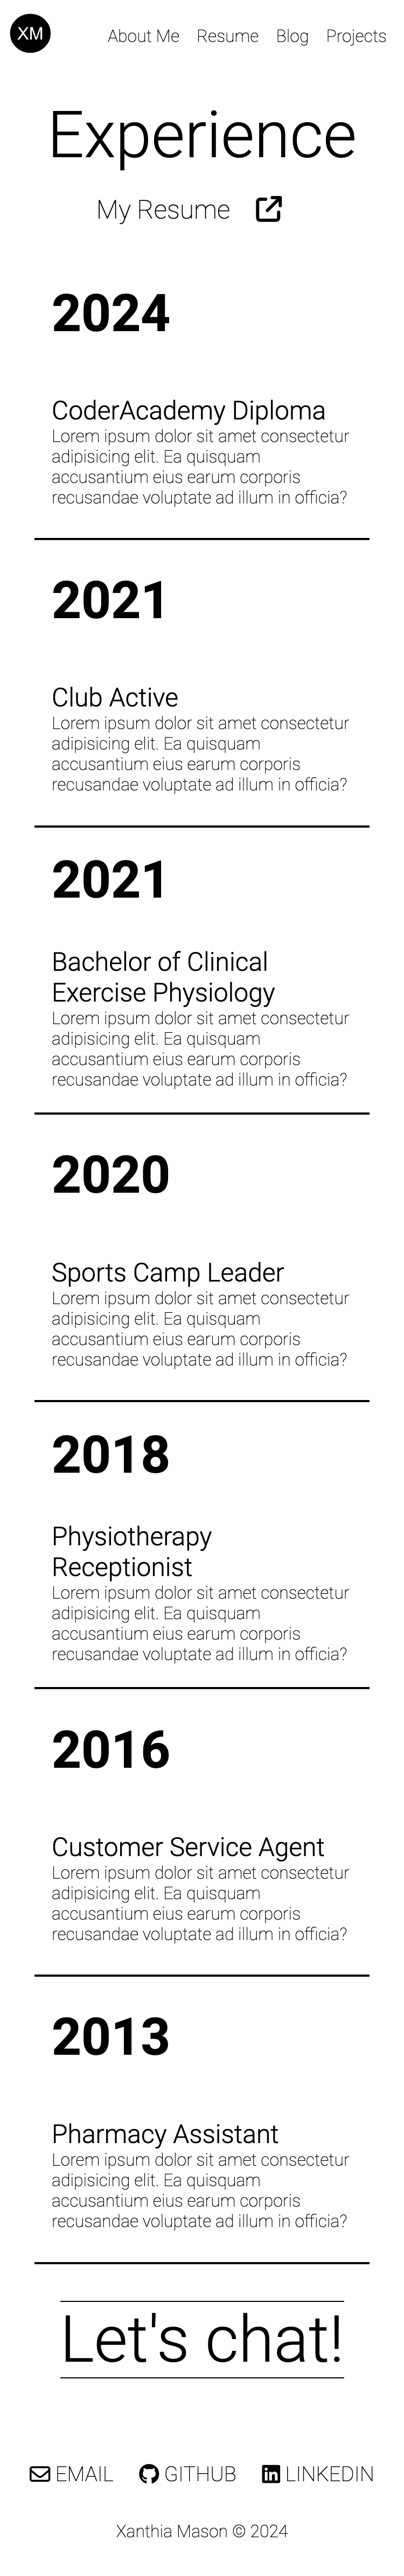 XM
About Me Resume Blog Projects
Experience
My Resume
2024
CoderAcademy Diploma
Lorem ipsum dolor sit amet consectetur
adipisicing elit. Ea quisquam
accusantium eius earum corporis
recusandae voluptate ad illum in officia?
2021
Club Active
Lorem ipsum dolor sit amet consectetur
adipisicing elit. Ea quisquam
accusantium eius earum corporis
recusandae voluptate ad illum in officia?
2021
Bachelor of Clinical
Exercise Physiology
Lorem ipsum dolor sit amet consectetur
adipisicing elit. Ea quisquam
accusantium eius earum corporis
recusandae voluptate ad illum in officia?
2020
Sports Camp Leader
Lorem ipsum dolor sit amet consectetur
adipisicing elit. Ea quisquam
accusantium eius earum corporis
recusandae voluptate ad illum in officia?
2018
Physiotherapy
Receptionist
Lorem ipsum dolor sit amet consectetur
adipisicing elit. Ea quisquam
accusantium eius earum corporis
recusandae voluptate ad illum in officia?
2016
Customer Service Agent
Lorem ipsum dolor sit amet consectetur
adipisicing elit. Ea quisquam
accusantium eius earum corporis
recusandae voluptate ad illum in officia?
2013
Pharmacy Assistant
Lorem ipsum dolor sit amet consectetur
adipisicing elit. Ea quisquam
accusantium eius earum corporis
recusandae voluptate ad illum in officia?
Let's chat!
EMAIL GITHUB LINKEDIN
Xanthia Mason © 2024